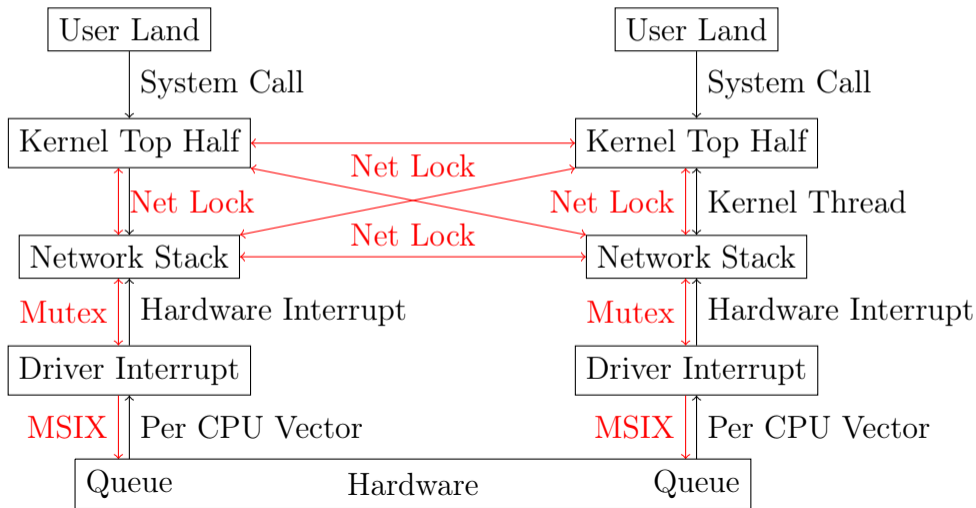 User Land
User Land
System Call
System Call
Kernel Top Half
Kernel Top Half
Net Lock
Net Lock
Net Lock
Kernel Thread
Net Lock
Network Stack
Network Stack
Mutex
Hardware Interrupt
Mutex
Hardware Interrupt
Driver Interrupt
Driver Interrupt
MSIX
Per CPU Vector
MSIX
Per CPU Vector
Queue
Hardware
Queue